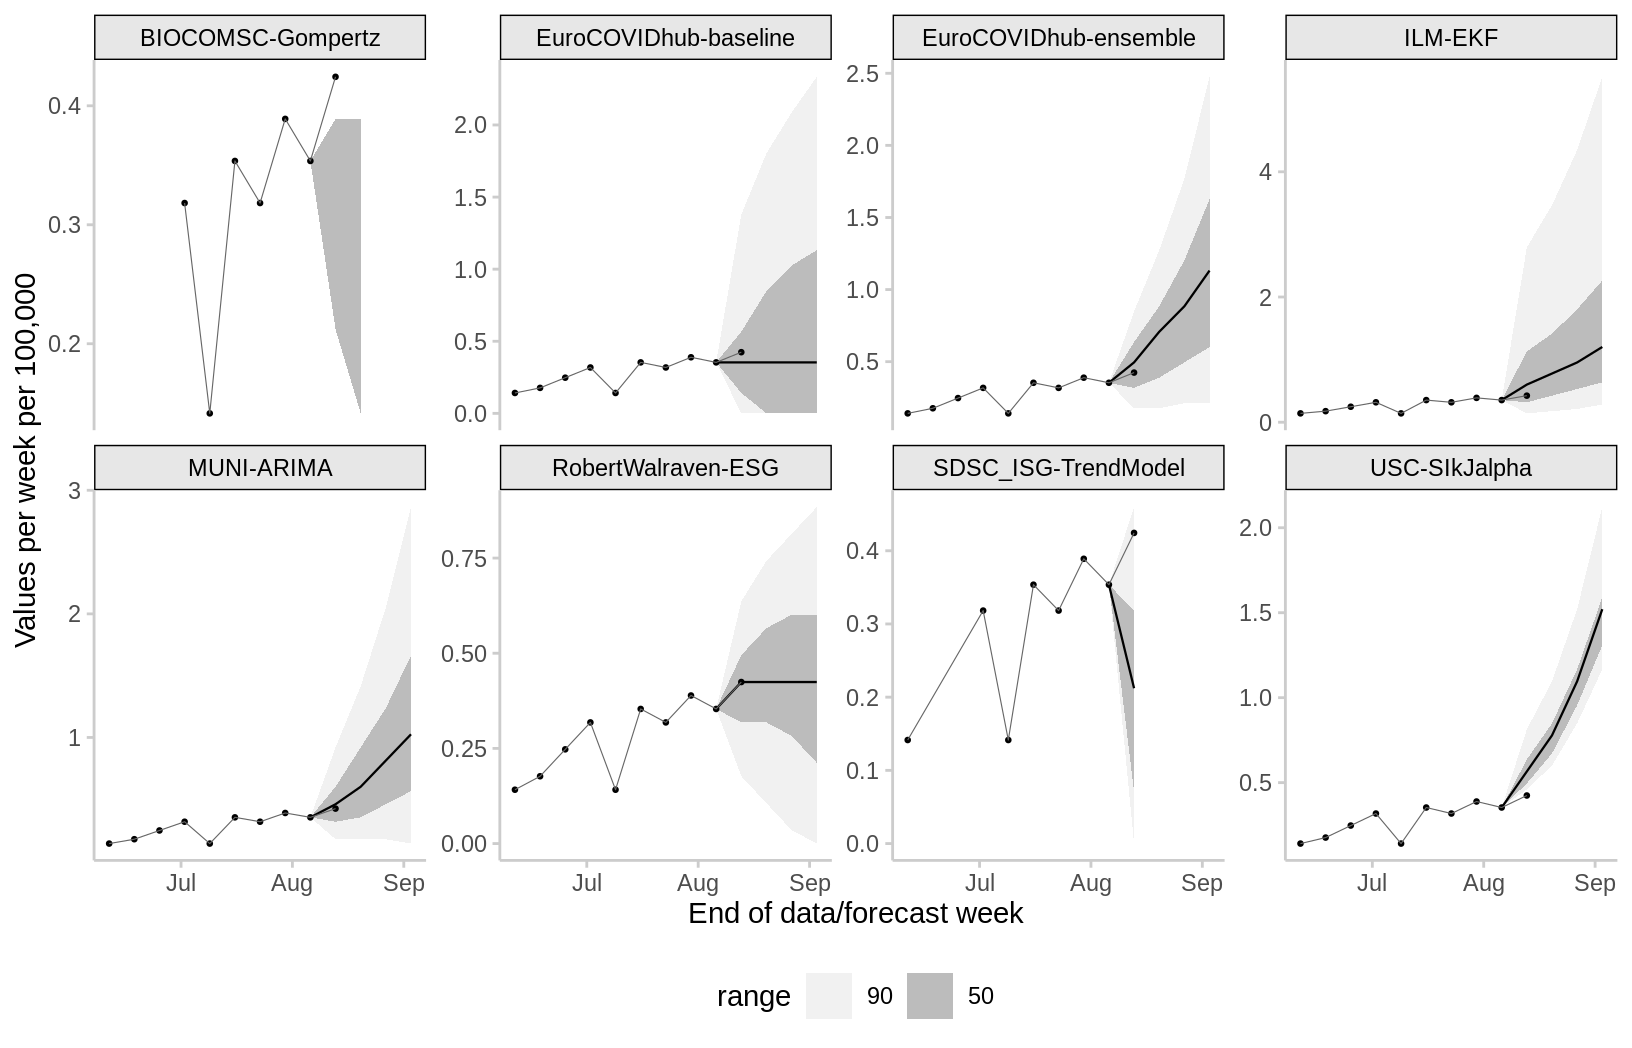 BIOCOMSC-Gompertz
EuroCOVIDhub-baseline
EuroCOVIDhub-ensemble
ILM-EKF
0.4
0.3
0.2
2.0
1.5
1.0
0.5
0.0
2.5
2.0
1.5
1.0
0.5
4
2
0
MUNI-ARIMA
RobertWalraven-ESG
SDSC_ISG-TrendModel
USC-SIkJalpha
3
2
1
0.75
0.50
0.25
0.00
0.4
0.3
0.2
0.1
0.0
2.0
1.5
1.0
0.5
Jul Aug Sep
Jul Aug Sep
Jul Aug Sep
Jul Aug Sep
Values per week per 100,000
End of data/forecast week
range 90 50